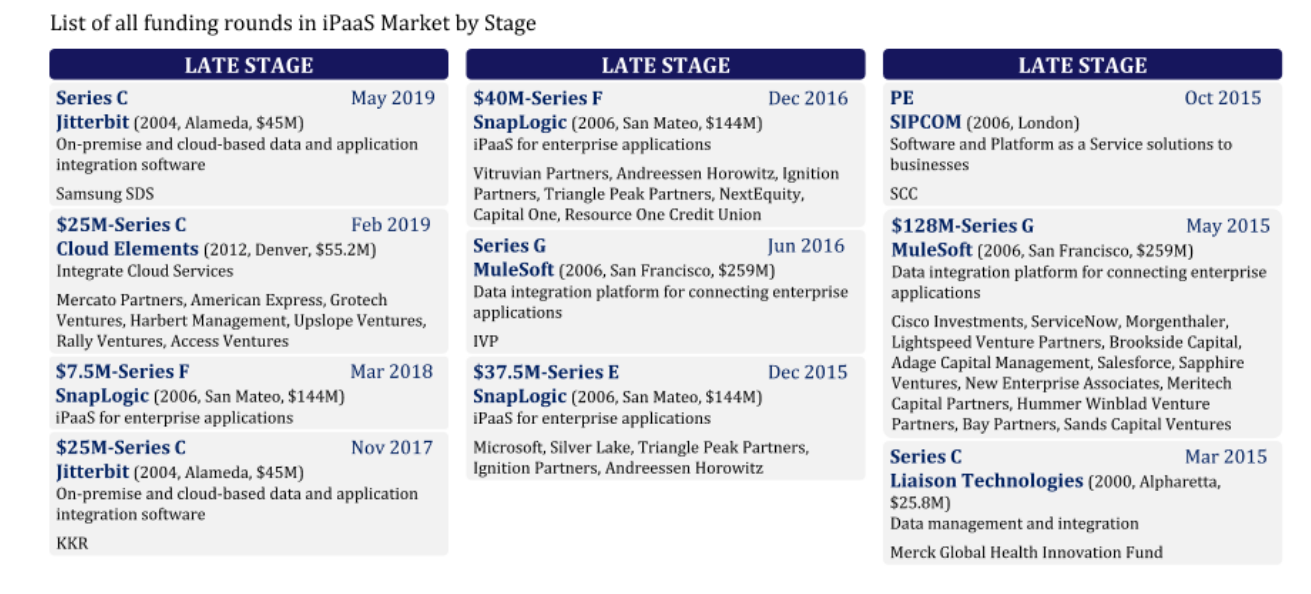 List of all funding rounds in iPaaS Market by Stage
LATE STAGE
Series C May 2019
Jitterbit (2004, Alameda, $45M)
On-premise and cloud-based data and application
integration software
Samsung SDS
$25M-Series C Feb 2019
Cloud Elements (2012, Denver, $55.2M)
Integrate Cloud Services
Mercato Partners, American Express, Grotech
Ventures, Harbert Management, Upslope Ventures,
Rally Ventures, Access Ventures
$7.5M-Series F Mar 2018
SnapLogic (2006, San Mateo, $144M)
iPaaS for enterprise applications
$25M-Series C Nov 2017
Jitterbit (2004, Alameda, $45M)
On-premise and cloud-based data and application
integration software
KKR
LATE STAGE
$40M-Series F Dec 2016
SnapLogic (2006, San Mateo, $144M)
iPaaS for enterprise applications
Vitruvian Partners, Andreessen Horowitz, Ignition
Partners, Triangle Peak Partners, NextEquity,
Capital One, Resource One Credit Union
Series G Jun 2016
MuleSoft (2006, San Francisco, $259M)
Data integration platform for connecting enterprise
applications
IVP
$37.5M-Series E Dec 2015
SnapLogic (2006, San Mateo, $144M)
iPaaS for enterprise applications
Microsoft, Silver Lake, Triangle Peak Partners,
Ignition Partners, Andreessen Horowitz
LATE STAGE
PE Oct 2015
SIPCOM (2006, London)
Software and Platform as a Service solutions to
businesses
SCC
$128M-Series G May 2015
MuleSoft (2006, San Francisco, $259M)
Data integration platform for connecting enterprise
applications
Cisco Investments, ServiceNow, Morgenthaler,
Lightspeed Venture Partners, Brookside Capital,
Adage Capital Management, Salesforce, Sapphire
Ventures, New Enterprise Associates, Meritech
Capital Partners, Hummer Winblad Venture
Partners, Bay Partners, Sands Capital Ventures
Series C Mar 2015
Liaison Technologies (2000, Alpharetta,
$25.8M)
Data management and integration
Merck Global Health Innovation Fund